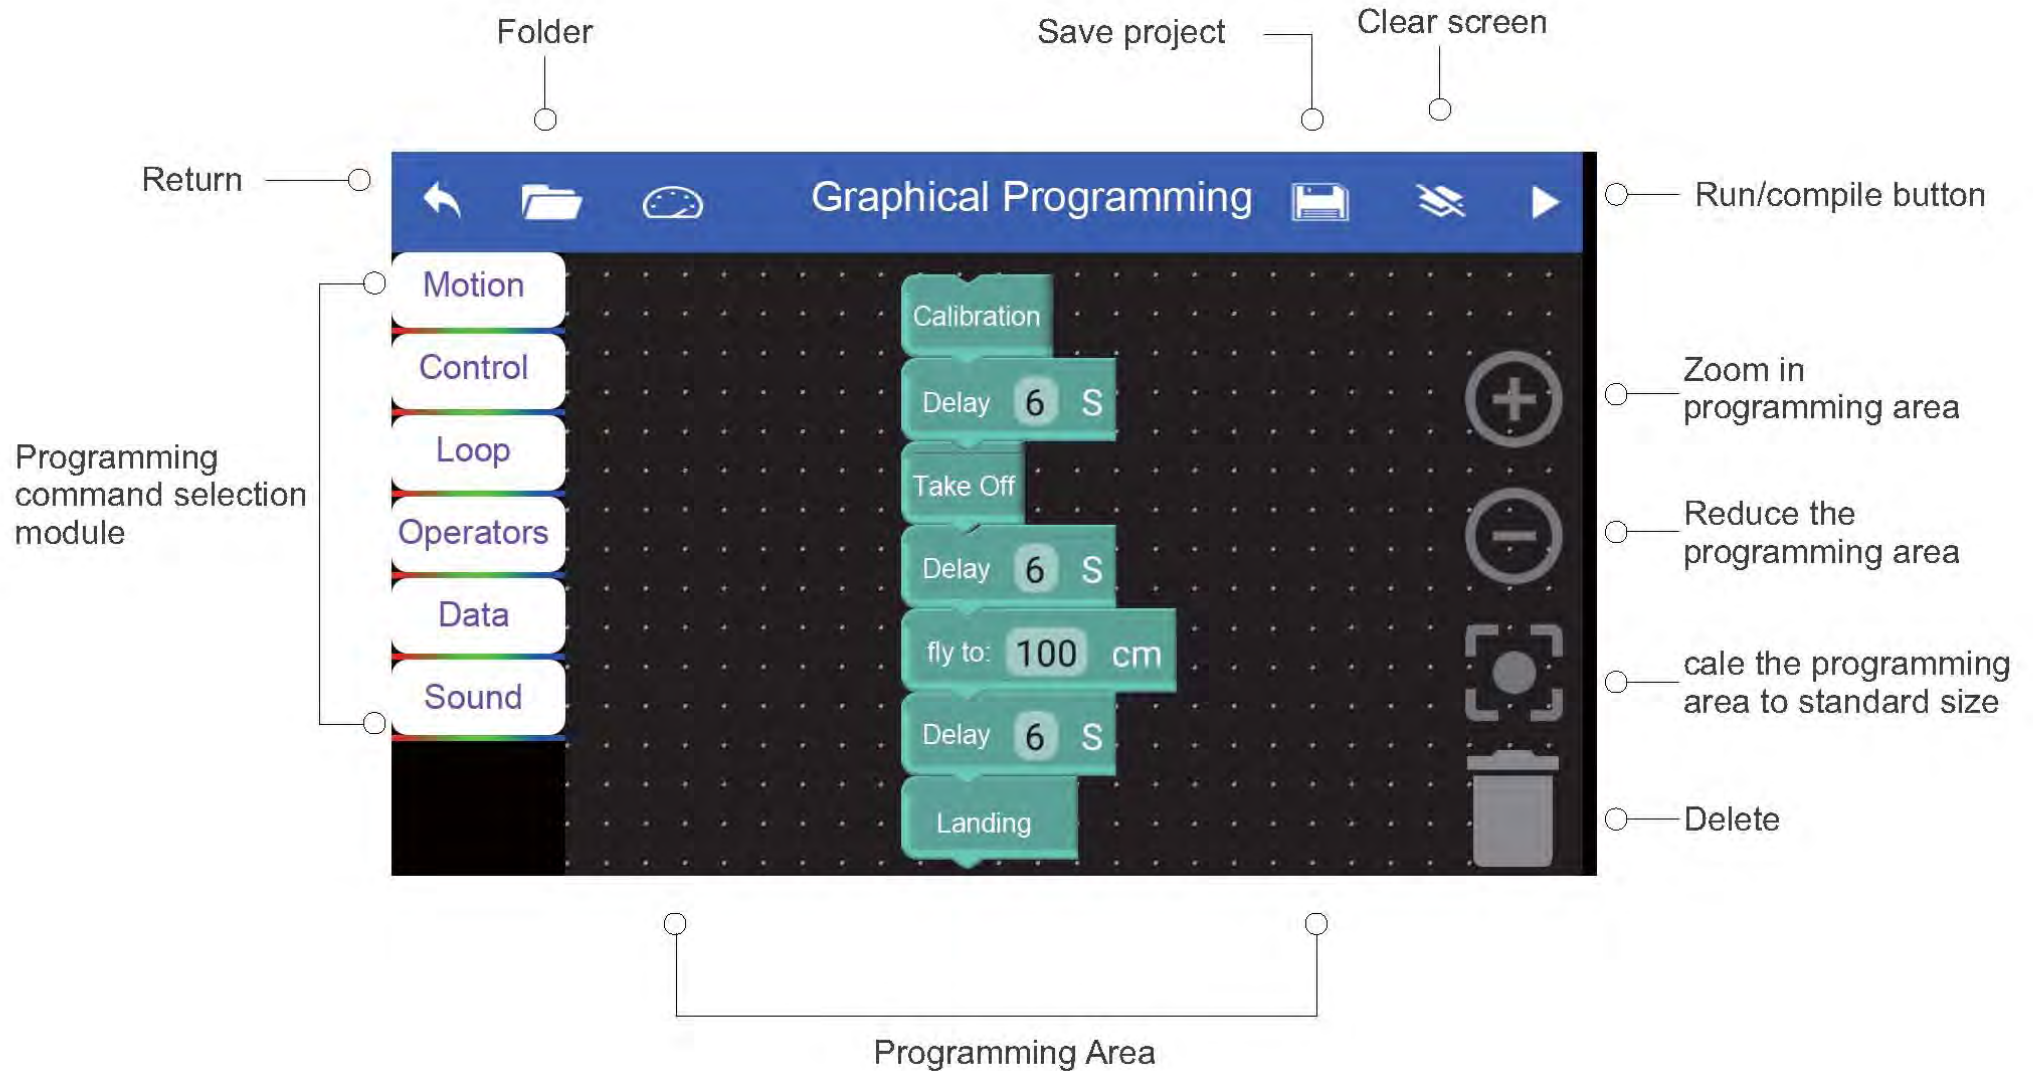 Folder
Save project
Clear screen
Return
Graphical Programming
Run/compile button
Motion
Control
Loop
Operators
Data
Sound
Programming
command selection
module
Calibration
Delay 6 S
Take Off
Delay 6 S
fly to: 100 cm
Delay 6 S
Landing
Zoom in
programming area
Reduce the
programming area
cale the programming
area to standard size
Delete
Programming Area